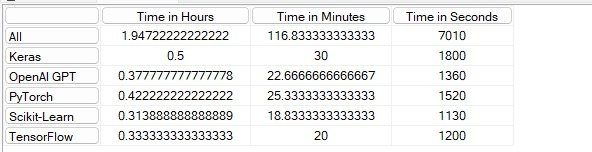 Time in Hours Time in Minutes Time in Seconds
All 1.94722222222222 116.833333333333 7010
Keras 0.5 30 1800
OpenAI GPT 0.377777777777778 22.6666666666667 1360
PyTorch 0.422222222222222 25.3333333333333 1520
Scikit-Learn 0.313888888888889 18.8333333333333 1130
TensorFlow 0.333333333333333 20 1200